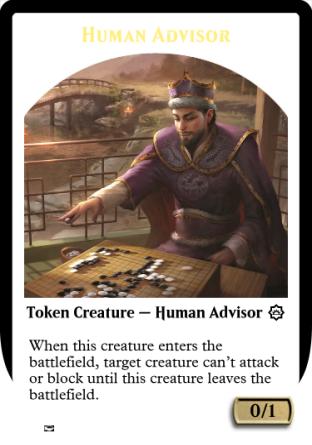 Human Advisor
Token Creature — Human Advisor
When this creature enters the
battlefield, target creature can't attack
or block until this creature leaves the
battlefield.
0/1